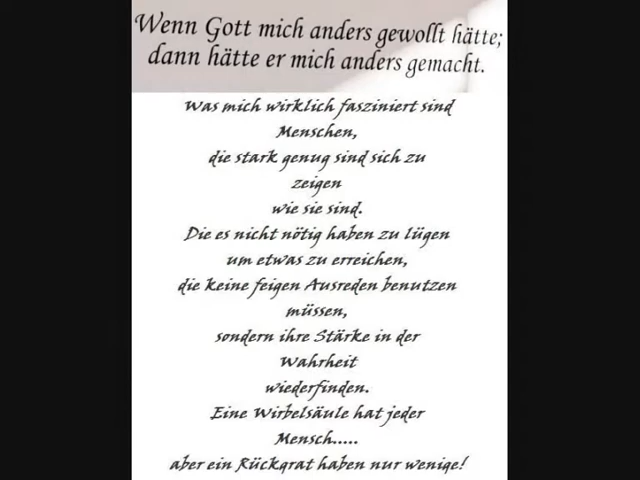 Wenn Gott mich anders gewollt hätte;
dann hätte er mich anders gemacht.
Was mich wirklich fasziniert sind
Menschen,
die stark genug sind sich zu
zeigen
wie sie sind.
Die es nicht nötig haben zu lügen
um etwas zu erreichen,
die keine feigen Ausreden benutzen
müssen,
sondern ihre Stärke in der
Wahrheit
wiederfinden.
Eine Wirbelsäule hat jeder
Mensch.....
aber ein Rückgrat haben nur wenige!